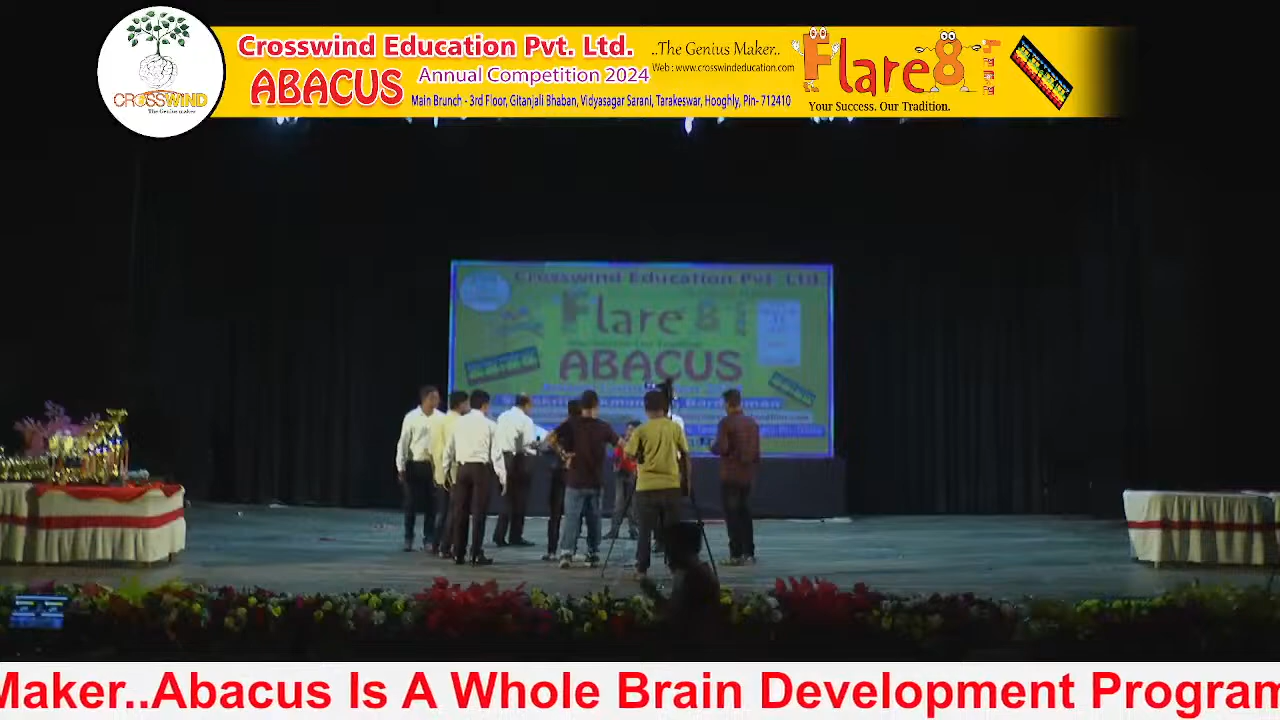 CROSSWIND
The Genius maker
Crosswind Education Pvt. Ltd.
ABACUS Annual Competition 2024
Main Brunch - 3rd Floor, Gitanjali Bhaban, Vidyasagar Sarani, Tarakeswar, Hooghly, Pin- 712410
..The Genius Maker..
Web : www.crosswindeducation.com
Flare8
Your Success. Our Tradition.
Crosswind Education Pvt. Ltd.
Flare 8
ABACUS
Maker..Abacus Is A Whole Brain Development Program